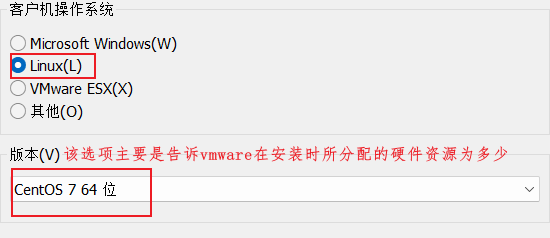 客户机操作系统
Microsoft Windows(W)
Linux(L)
VMware ESX(X)
其他(O)
版本(V) 该选项主要是告诉vmware在安装时所分配的硬件资源为多少
CentOS 7 64 位